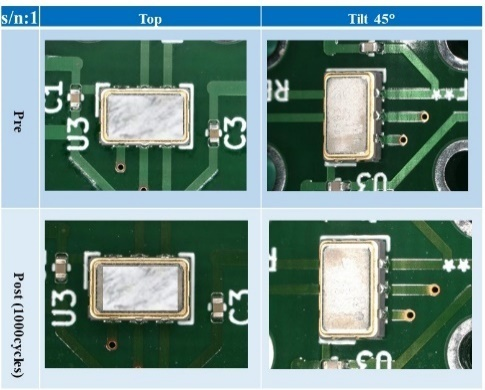 s/n:1 Top Tilt 45°
Pre
C1
U3
C3
R
F
U3
Post (1000cycles)
U3
C3
U3